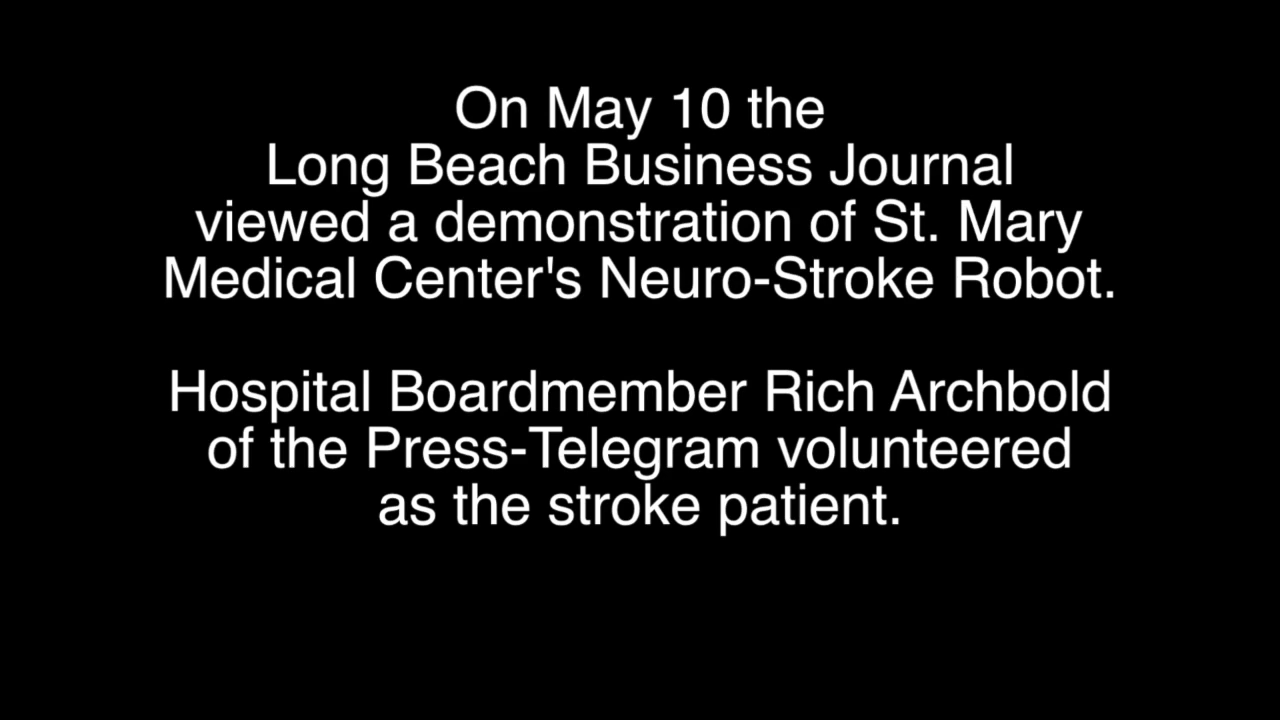 On May 10 the
Long Beach Business Journal
viewed a demonstration of St. Mary
Medical Center's Neuro-Stroke Robot.
Hospital Boardmember Rich Archbold
of the Press-Telegram volunteered
as the stroke patient.